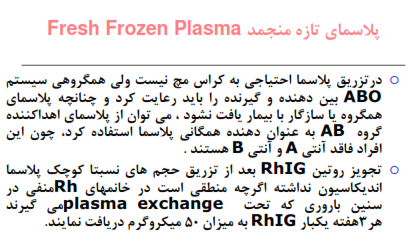 پلاسمای تازه منجمد Fresh Frozen Plasma
درتزریق پلاسما احتیاجی به کراس مچ نیست ولی همگروهی سیستم
ABO بین دهنده و گیرنده را باید رعایت کرد و چنانچه پلاسمای
همگروه یا سازگار با بیمار یافت نشود ، می توان از پلاسمای اهداکننده
گروه AB به عنوان دهنده همگانی پلاسما استفاده کرد، چون این
افراد فاقد آنتی A و آنتی B هستند .
تجویز روتین RhIG بعد از تزریق حجم های نسبتا کوچک پلاسما
اندیکاسیون نداشته اگرچه منطقی است در خانمهای Rhمنفی در
سنین باروری که تحت plasma exchangeمی گیرند
هر۳هفته یکبار RhIG به میزان ۵۰ میکروگرم دریافت نمایند.